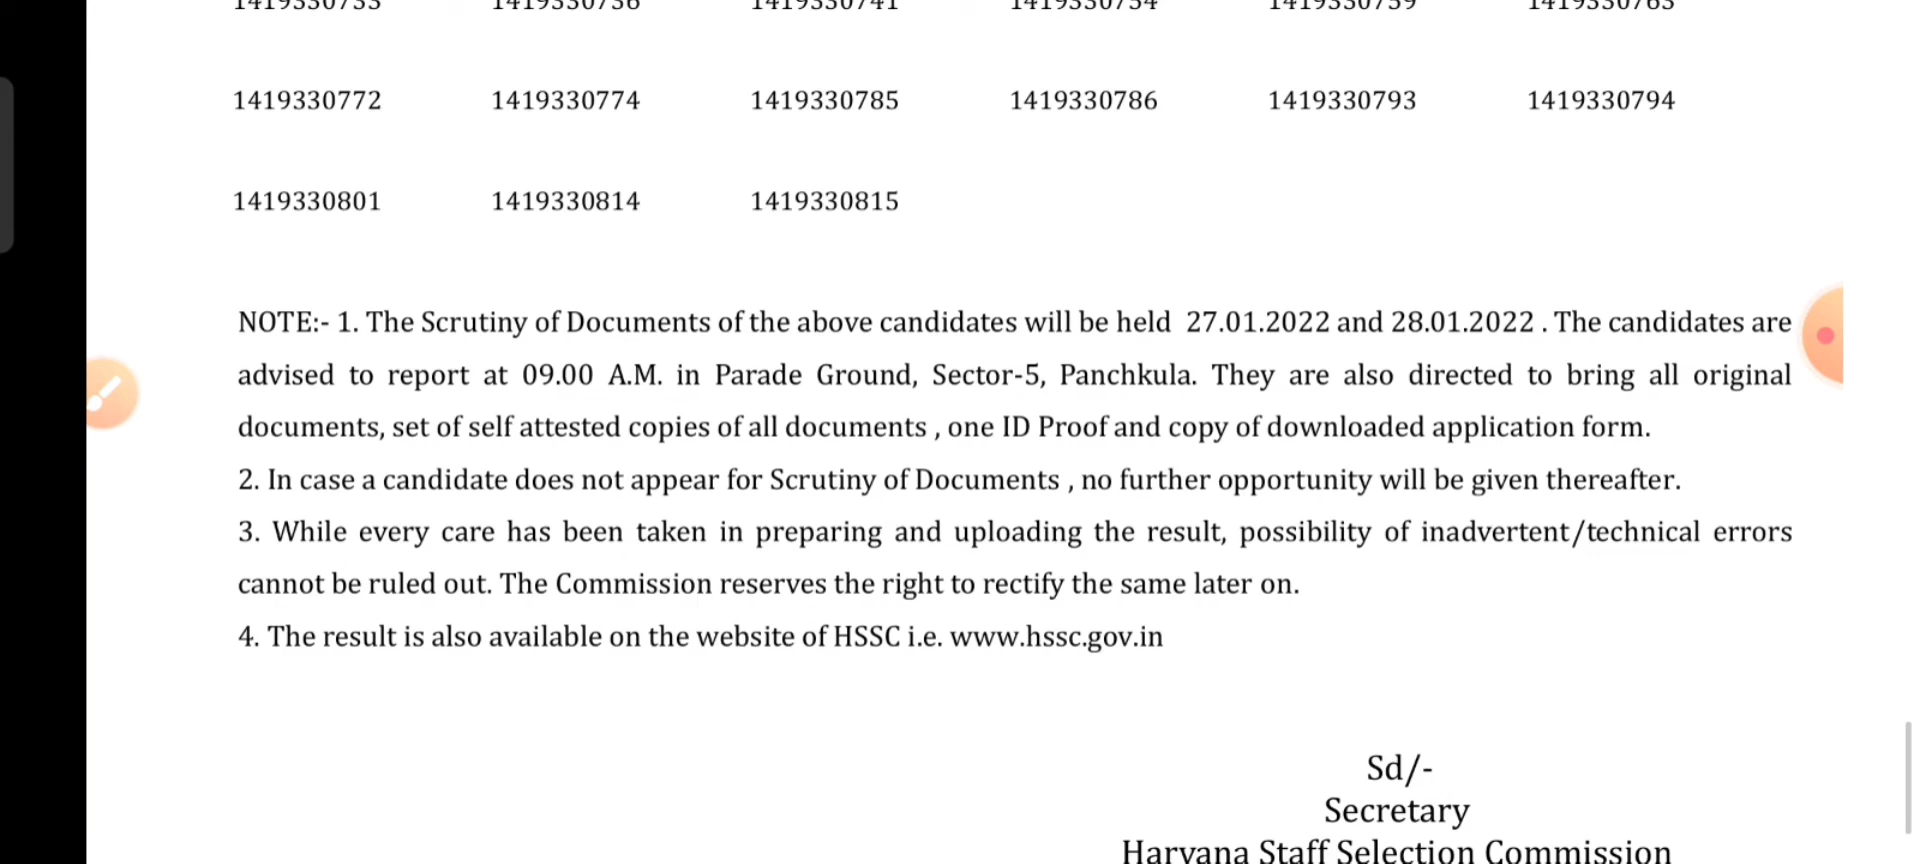 1419330733 1419330736 1419330741 1419330754 1419330759 1419330763
1419330772 1419330774 1419330785 1419330786 1419330793 1419330794
1419330801 1419330814 1419330815
NOTE:- 1. The Scrutiny of Documents of the above candidates will be held 27.01.2022 and 28.01.2022 . The candidates are
advised to report at 09.00 A.M. in Parade Ground, Sector-5, Panchkula. They are also directed to bring all original
documents, set of self attested copies of all documents , one ID Proof and copy of downloaded application form.
2. In case a candidate does not appear for Scrutiny of Documents , no further opportunity will be given thereafter.
3. While every care has been taken in preparing and uploading the result, possibility of inadvertent/technical errors
cannot be ruled out. The Commission reserves the right to rectify the same later on.
4. The result is also available on the website of HSSC i.e. www.hssc.gov.in
Sd/-
Secretary
Haryana Staff Selection Commission